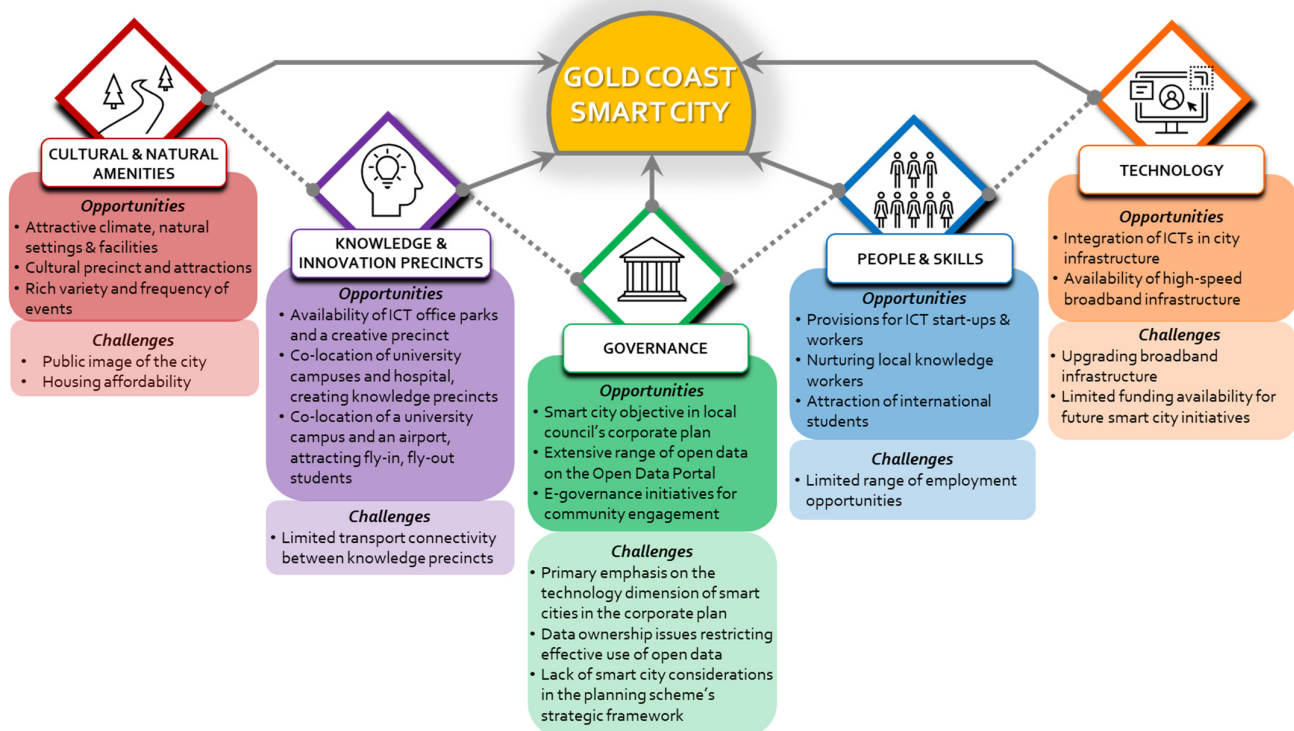 GOLD COAST
SMART CITY
CULTURAL & NATURAL
AMENITIES
Opportunities
• Attractive climate, natural
settings & facilities
• Cultural precinct and attractions
• Rich variety and frequency of
events
Challenges
• Public image of the city
• Housing affordability
KNOWLEDGE &
INNOVATION PRECINCTS
Opportunities
• Availability of ICT office parks
and a creative precinct
• Co-location of university
campuses and hospital,
creating knowledge precincts
• Co-location of a university
campus and an airport,
attracting fly-in, fly-out
students
Challenges
• Limited transport connectivity
between knowledge precincts
GOVERNANCE
Opportunities
• Smart city objective in local
council's corporate plan
• Extensive range of open data
on the Open Data Portal
• E-governance initiatives for
community engagement
Challenges
• Primary emphasis on the
technology dimension of smart
cities in the corporate plan
• Data ownership issues restricting
effective use of open data
• Lack of smart city considerations
in the planning scheme's
strategic framework
PEOPLE & SKILLS
Opportunities
• Provisions for ICT start-ups &
workers
• Nurturing local knowledge
workers
• Attraction of international
students
Challenges
• Limited range of employment
opportunities
TECHNOLOGY
Opportunities
• Integration of ICTs in city
infrastructure
• Availability of high-speed
broadband infrastructure
Challenges
• Upgrading broadband
infrastructure
• Limited funding availability for
future smart city initiatives